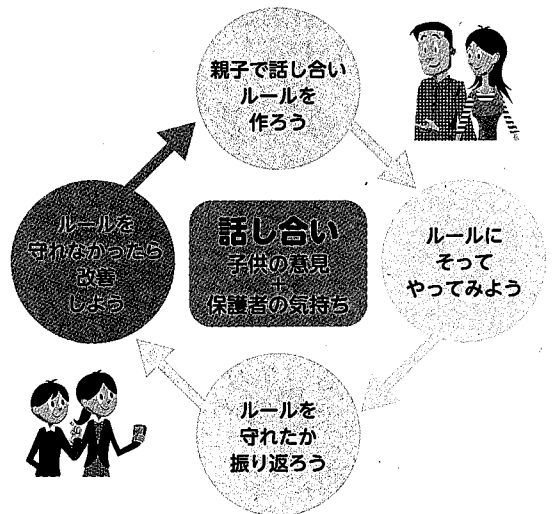 親子で話し合い
ルールを
作ろう
ルールに
そって
やってみよう
ルールを
守れたか
振り返ろう
ルールを
守れなかったら
改善
しよう
話し合い
子供の意見
+
保護者の気持ち